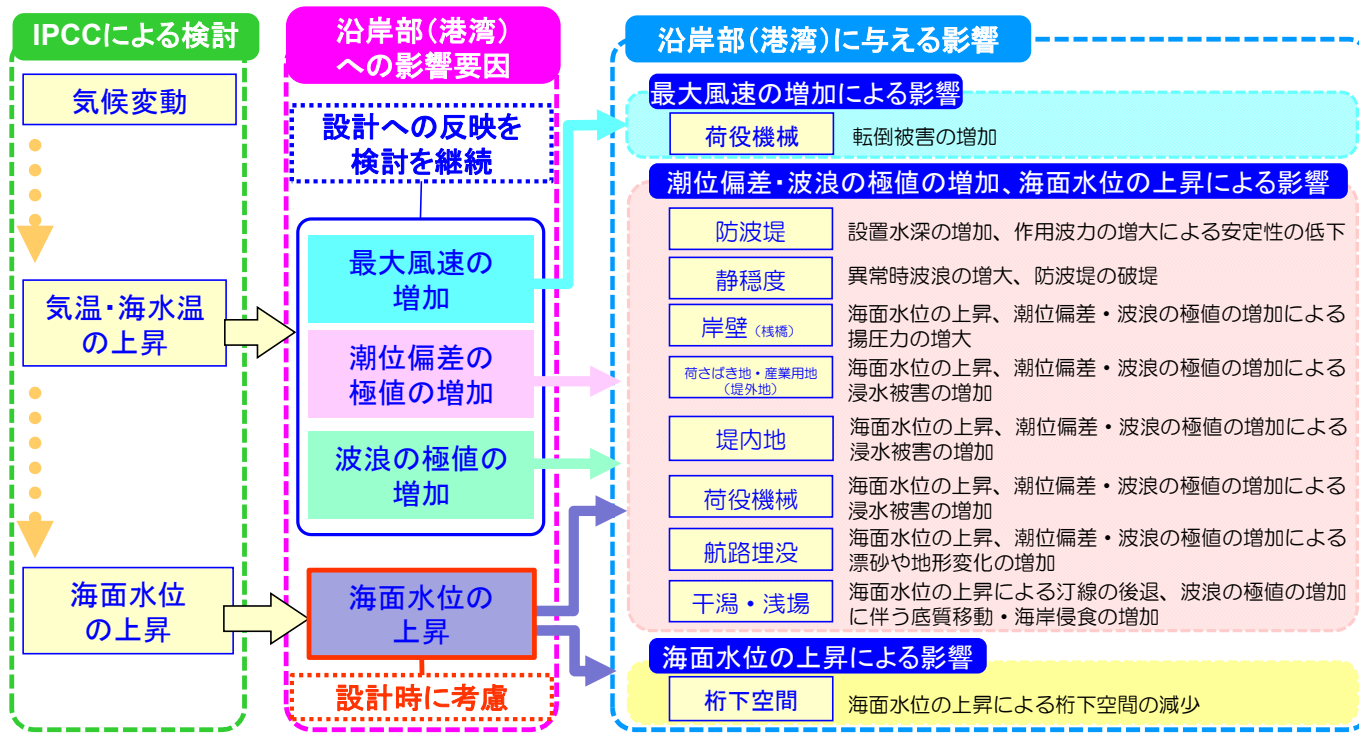 IPCCによる検討
気候変動
気温・海水温
の上昇
海面水位
の上昇
沿岸部(港湾)
への影響要因
設計への反映を
検討を継続
最大風速の
増加
潮位偏差の
極値の増加
波浪の極値の
増加
海面水位の
上昇
設計時に考慮
沿岸部(港湾)に与える影響
最大風速の増加による影響
荷役機械 転倒被害の増加
潮位偏差・波浪の極値の増加、海面水位の上昇による影響
防波堤 設置水深の増加、作用波力の増大による安定性の低下
静穏度 異常時波浪の増大、防波堤の破堤
岸壁(桟橋) 海面水位の上昇、潮位偏差・波浪の極値の増加による
揚圧力の増大
荷さばき地・産業用地
(堤外地)
海面水位の上昇、潮位偏差・波浪の極値の増加による
浸水被害の増加
堤内地 海面水位の上昇、潮位偏差・波浪の極値の増加による
浸水被害の増加
荷役機械 海面水位の上昇、潮位偏差・波浪の極値の増加による
浸水被害の増加
航路埋没 海面水位の上昇、潮位偏差・波浪の極値の増加による
漂砂や地形変化の増加
干潟・浅場 海面水位の上昇による汀線の後退、波浪の極値の増加
に伴う底質移動・海岸侵食の増加
海面水位の上昇による影響
桁下空間 海面水位の上昇による桁下空間の減少